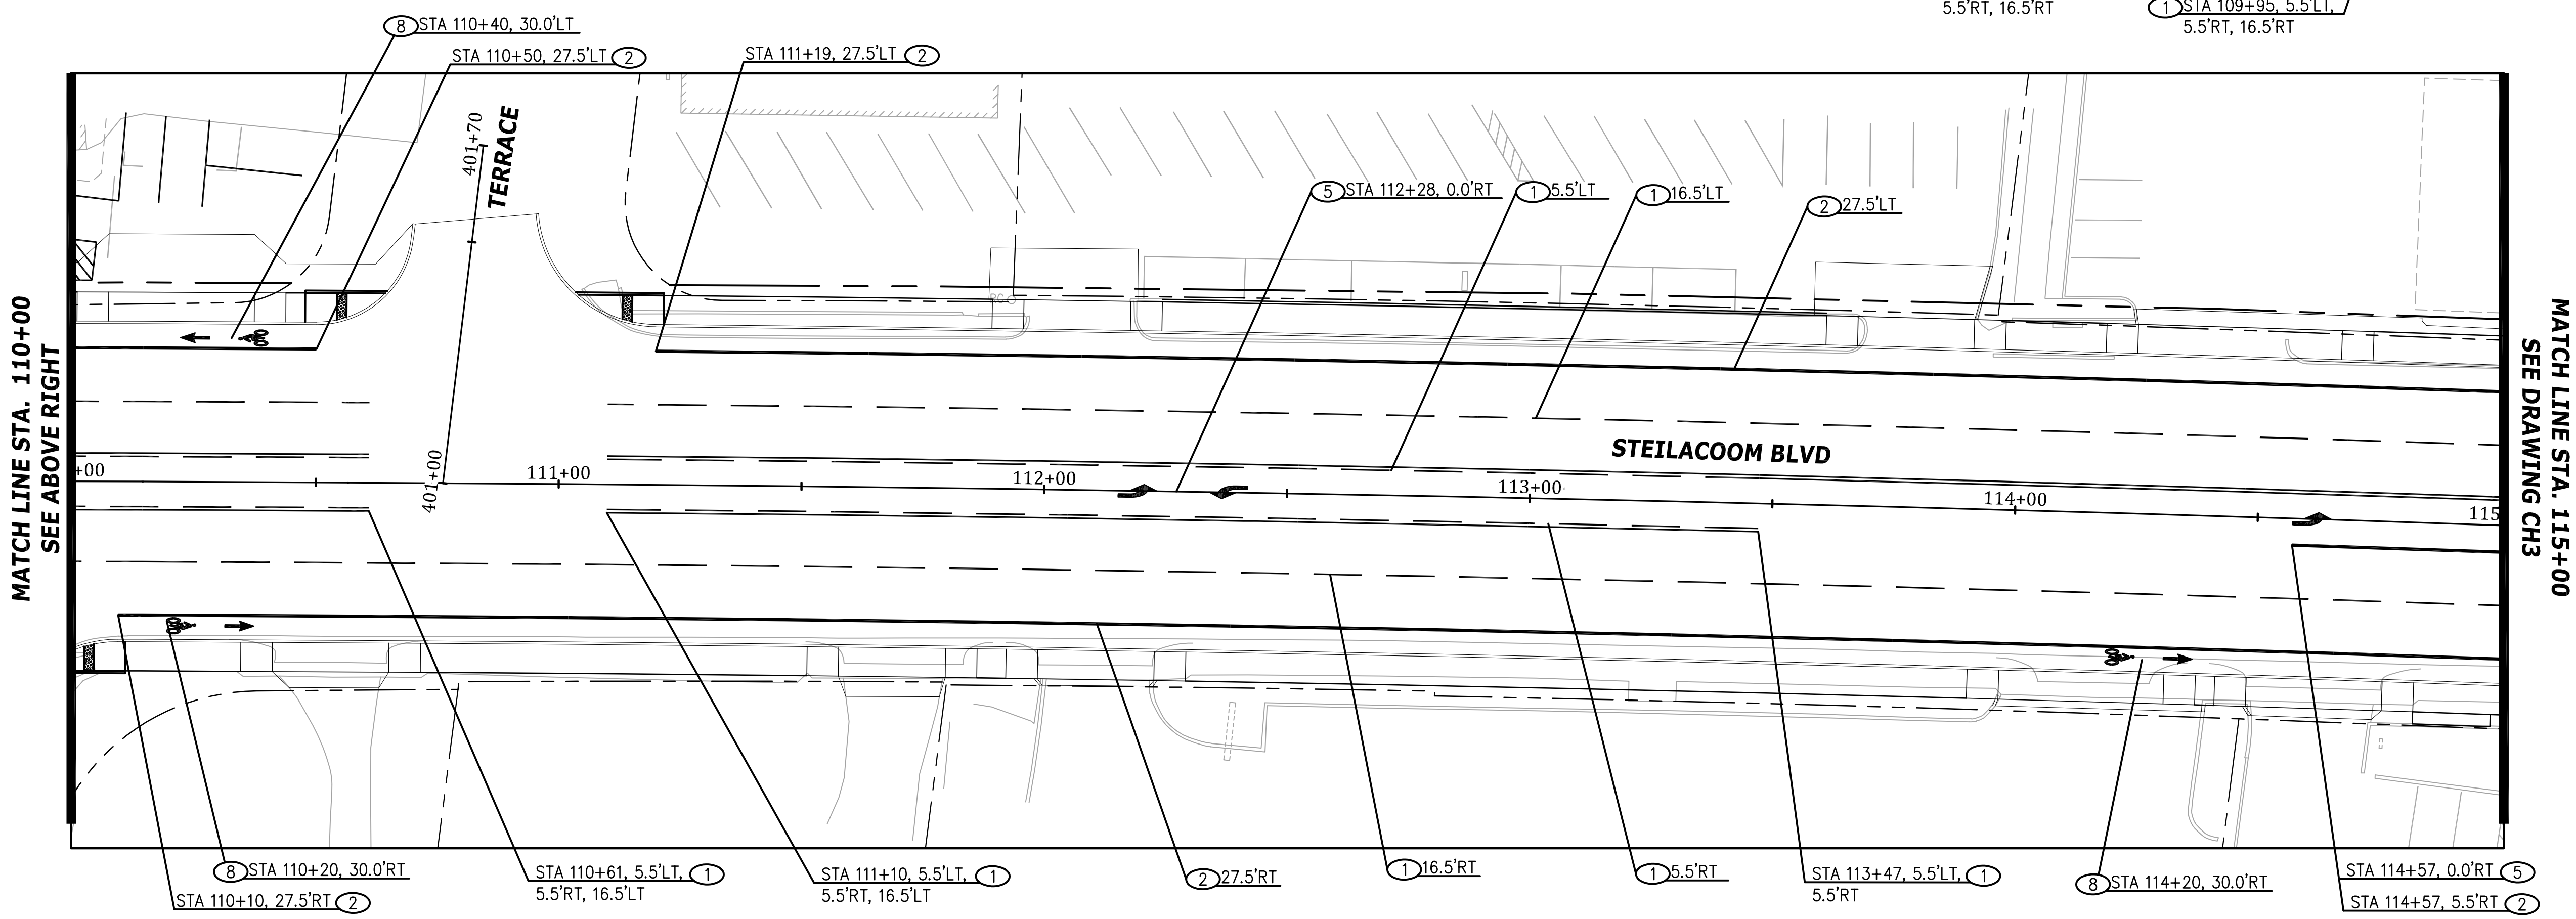 5.5'RT, 16.5'RT
1 STA 109+95, 5.5'LT,
5.5'RT, 16.5'RT
8 STA 110+40, 30.0'LT
STA 110+50, 27.5'LT 2
STA 111+19, 27.5'LT 2
401+70
TERRACE
5 STA 112+28, 0.0'RT
1 5.5'LT
1 16.5'LT
2 27.5'LT
MATCH LINE STA. 110+00
SEE ABOVE RIGHT
STEILACOOM BLVD
+00
401+00
111+00
112+00
113+00
114+00
115
MATCH LINE STA. 115+00
SEE DRAWING CH3
8 STA 110+20, 30.0'RT
STA 110+10, 27.5'RT 2
STA 110+61, 5.5'LT, 1
5.5'RT, 16.5'LT
STA 111+10, 5.5'LT, 1
5.5'RT, 16.5'LT
2 27.5'RT
1 16.5'RT
1 5.5'RT
STA 113+47, 5.5'LT, 1
5.5'RT
8 STA 114+20, 30.0'RT
STA 114+57, 0.0'RT 5
STA 114+57, 5.5'RT 2